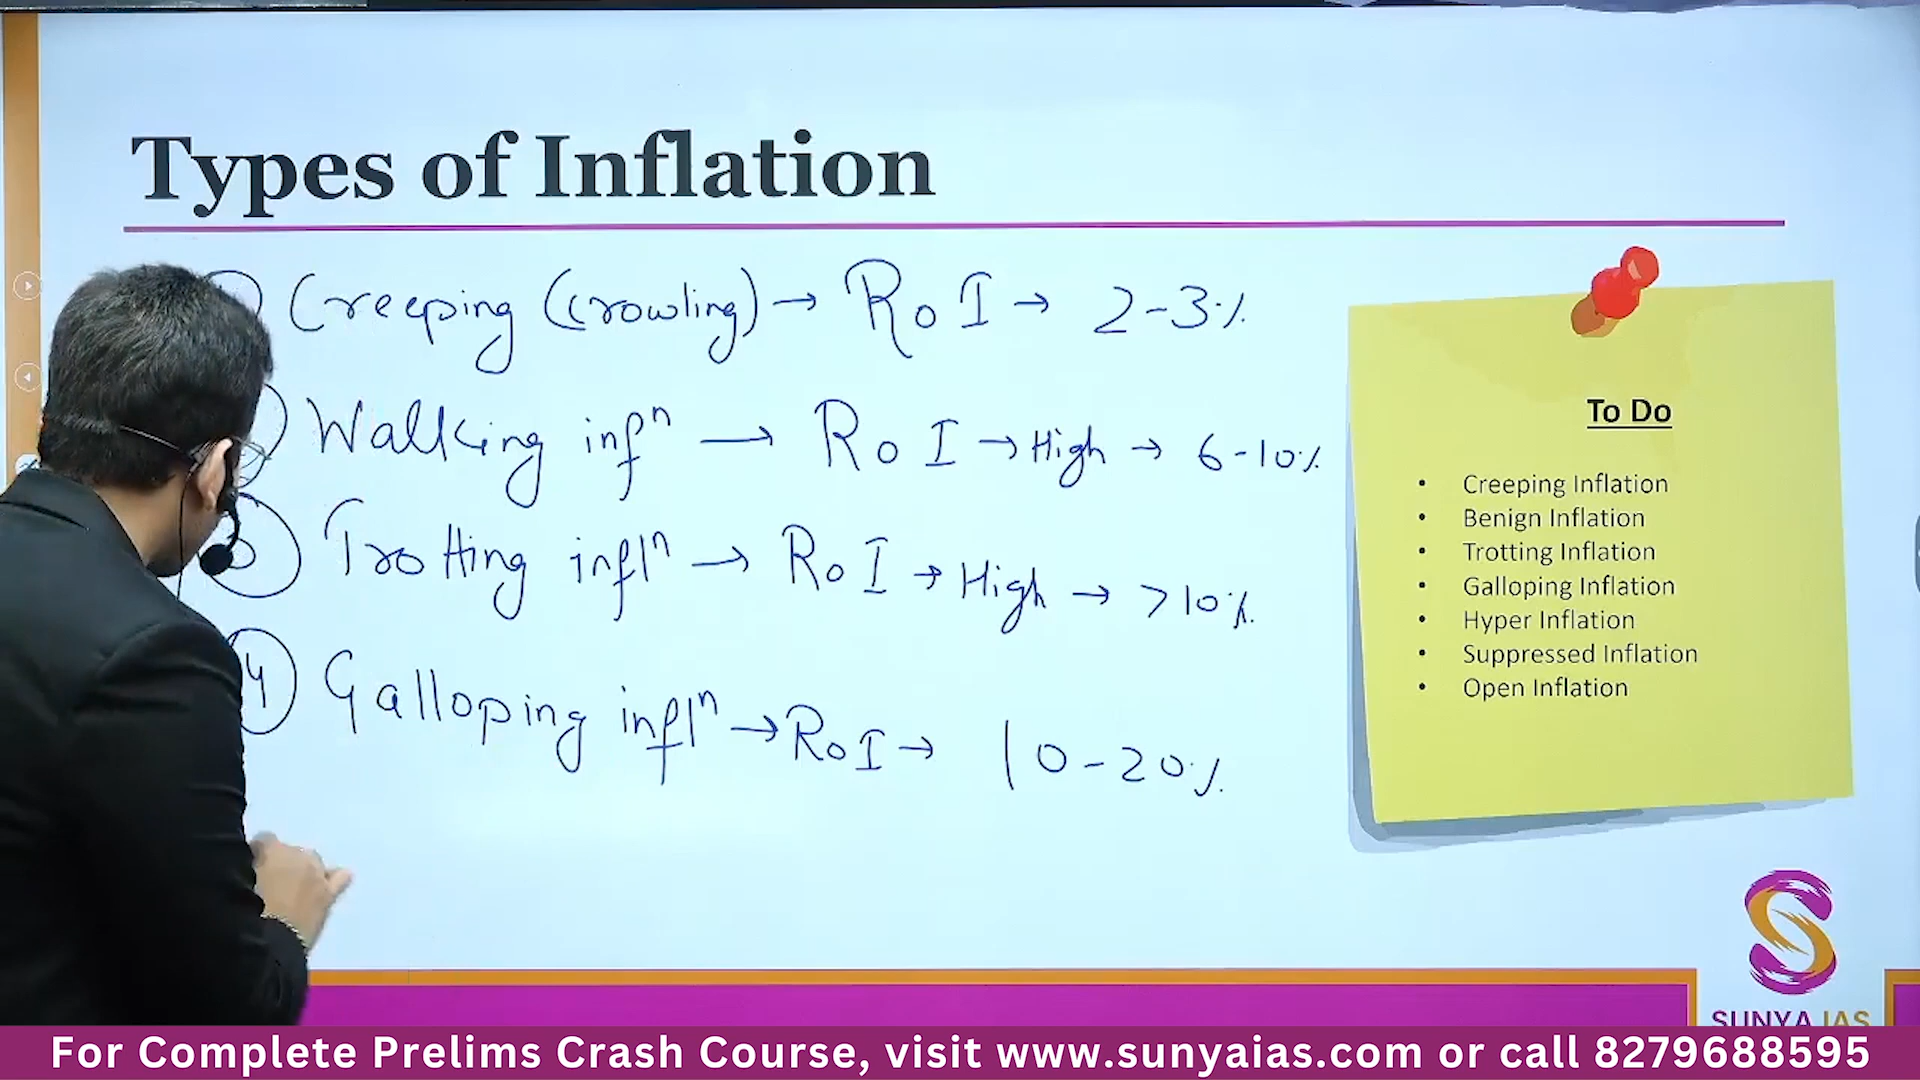 Types of Inflation
Creeping (Crowling) → RoI → 2-3%
Walking infⁿ → RoI → High → 6-10%
3 Trotting inflⁿ → RoI → High → >10%
4 Galloping inflⁿ → RoI → 10-20%
To Do
• Creeping Inflation
• Benign Inflation
• Trotting Inflation
• Galloping Inflation
• Hyper Inflation
• Suppressed Inflation
• Open Inflation
SUNYA IAS
For Complete Prelims Crash Course, visit www.sunyaias.com or call 8279688595